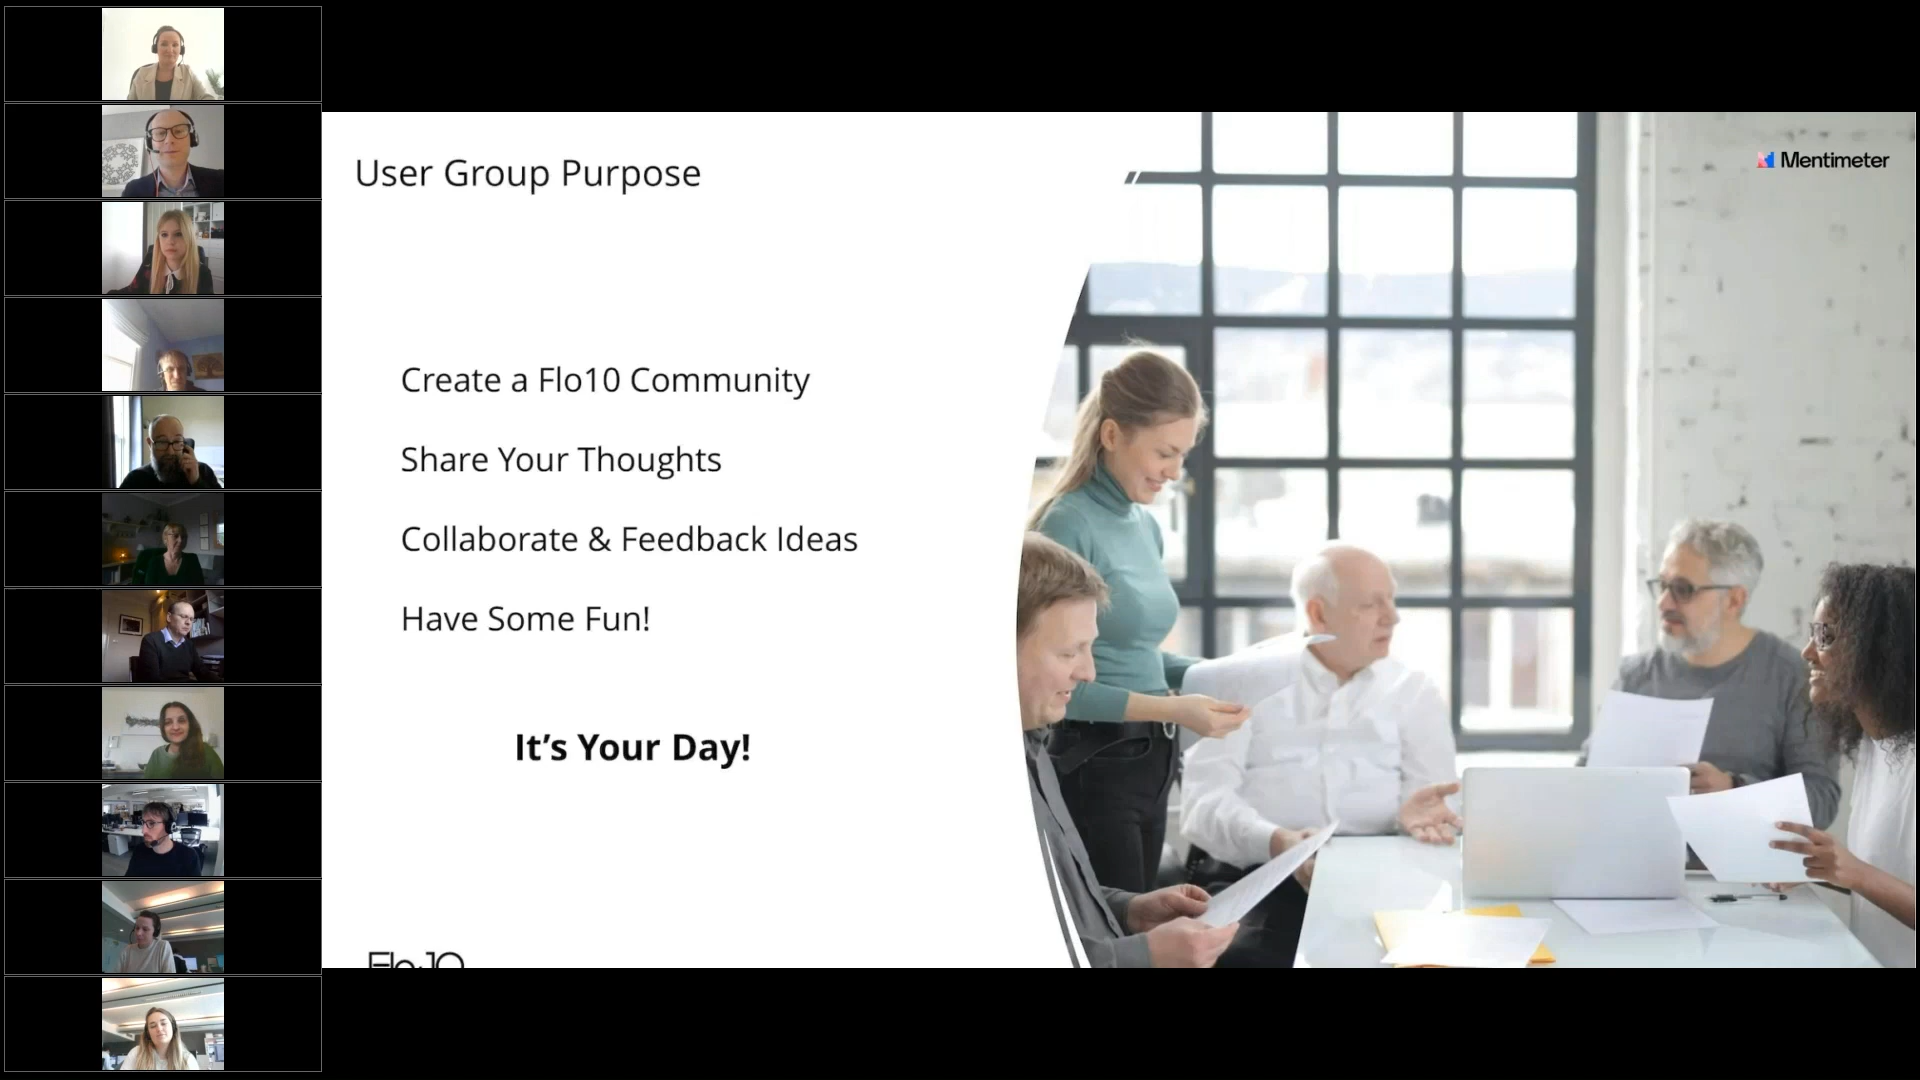 User Group Purpose
Mentimeter
Create a Flo10 Community
Share Your Thoughts
Collaborate & Feedback Ideas
Have Some Fun!
It’s Your Day!
Flo10